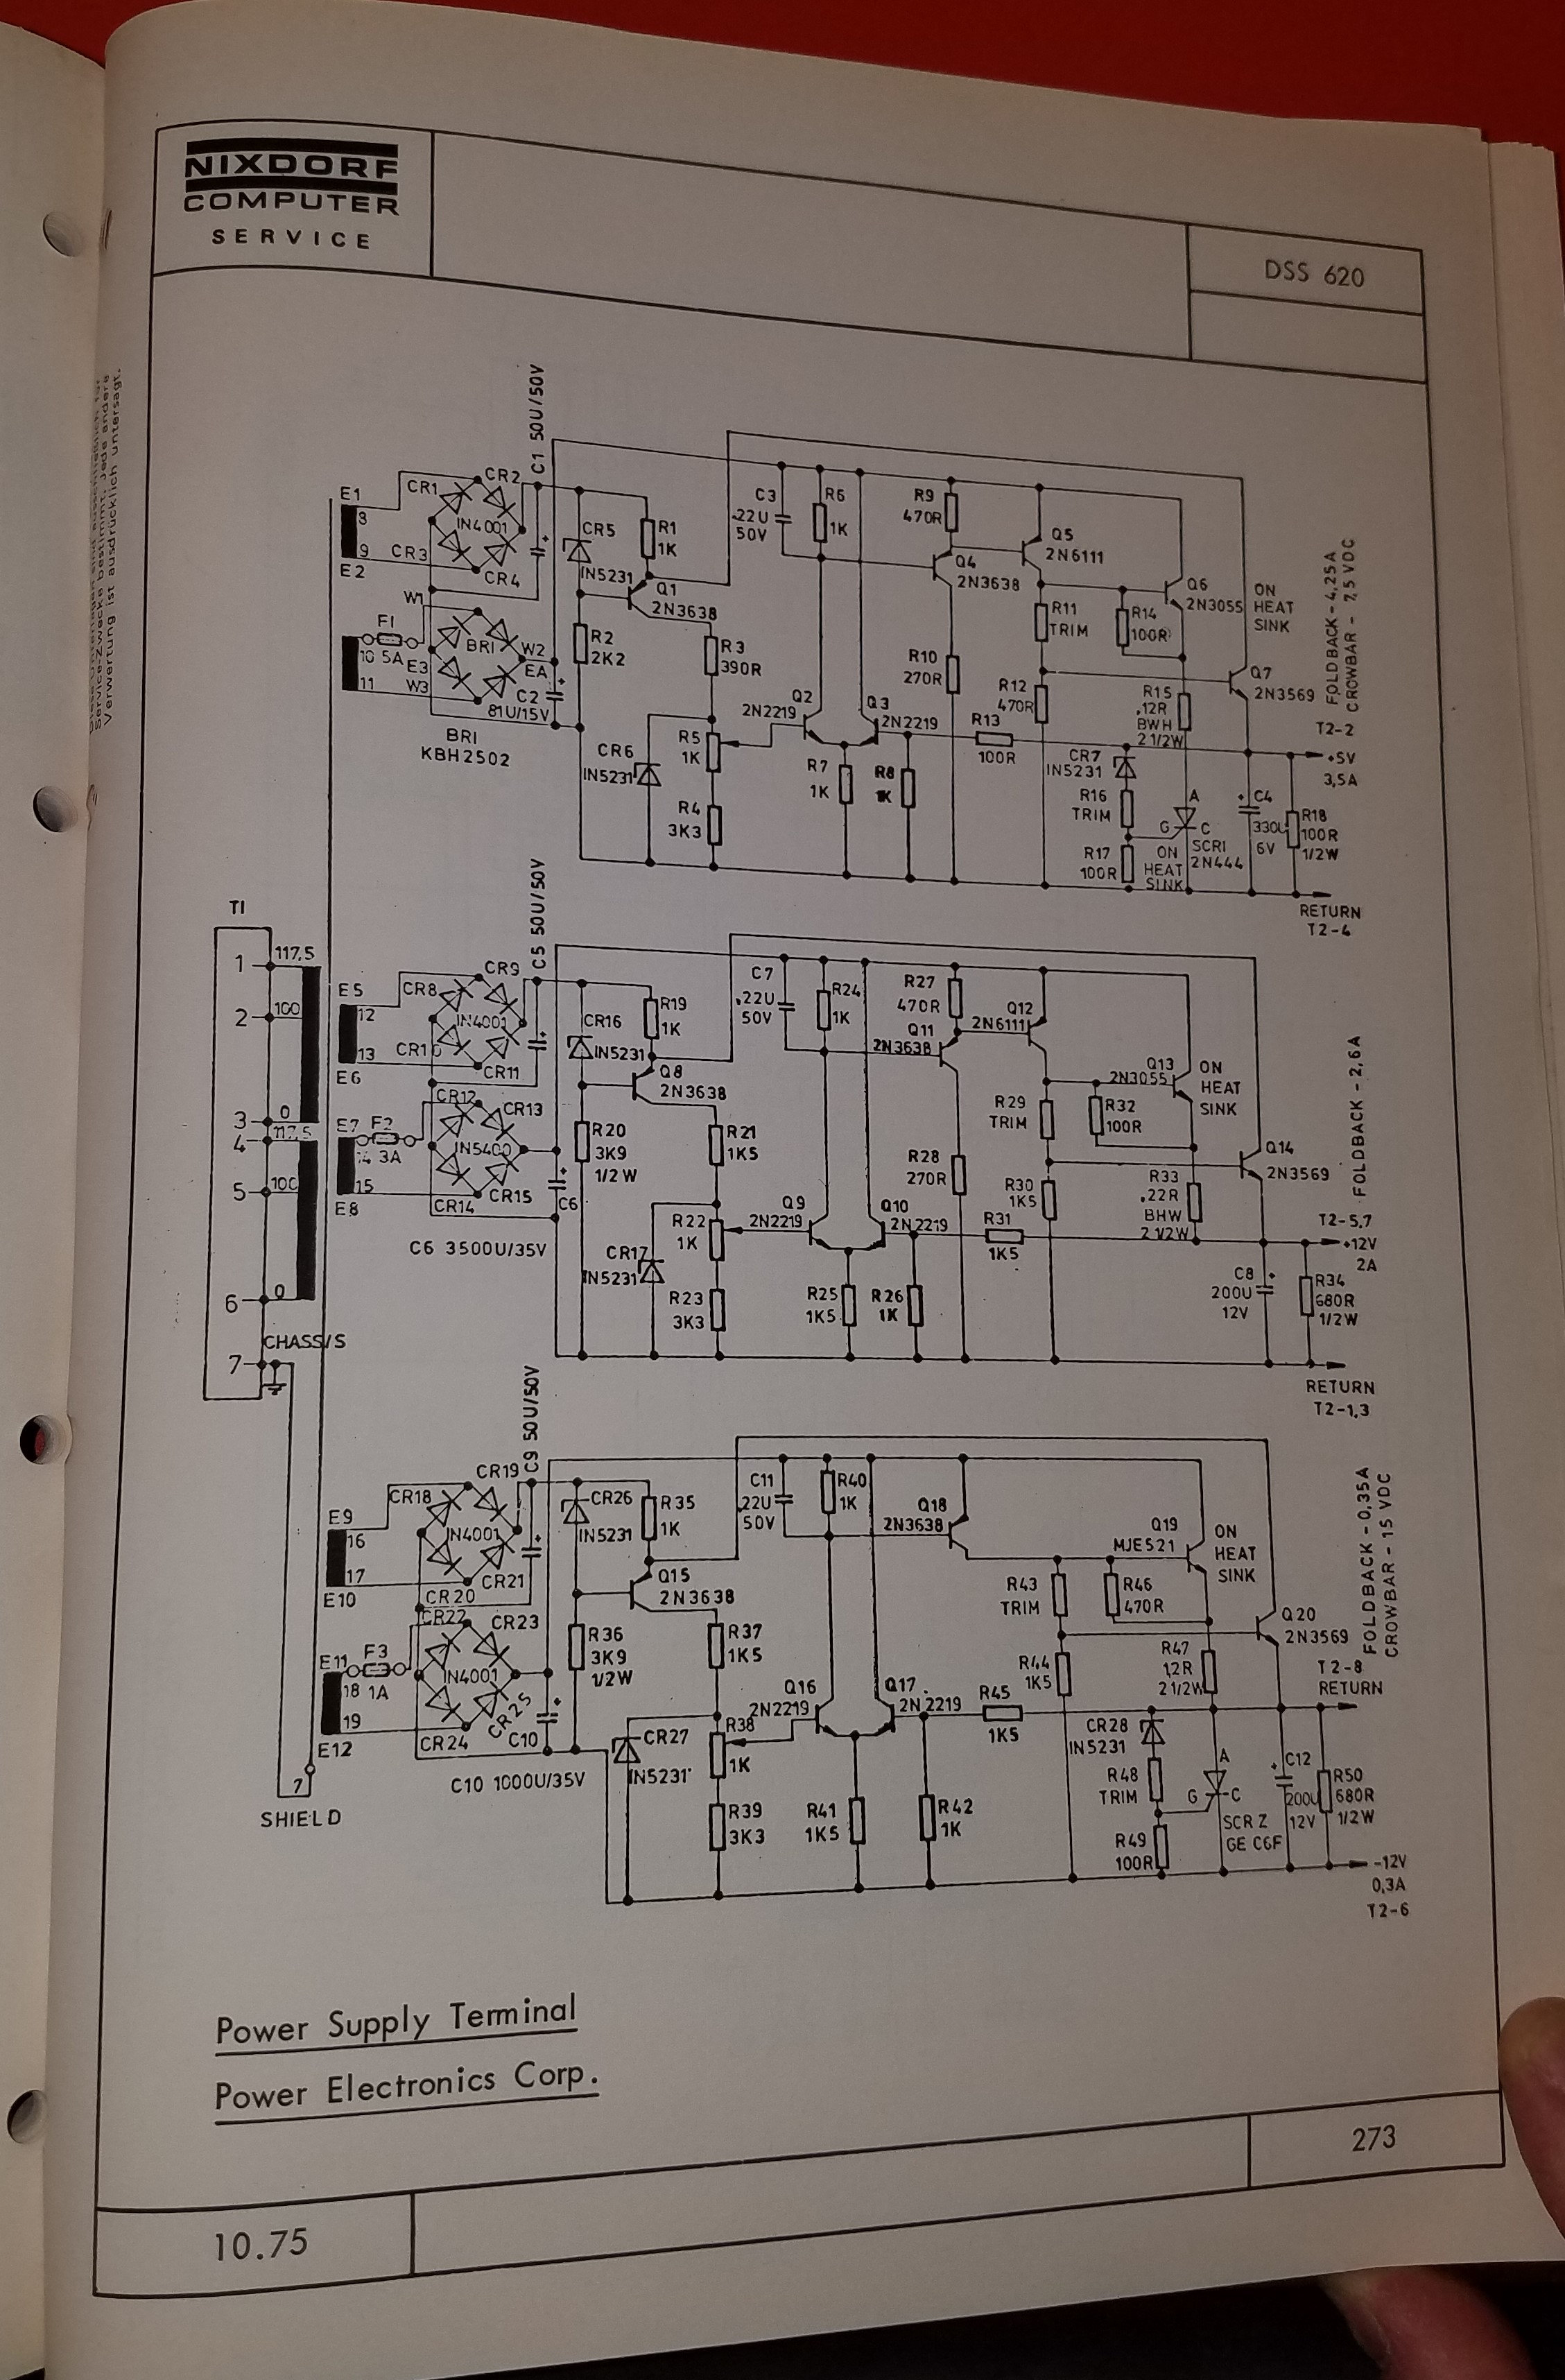 NIXDORF
COMPUTER
SERVICE
DSS 620
Verwertung ist ausdrücklich untersagt.
C1 50U/50V
E1
8
9
E2
CR1
CR2
IN4001
CR3
CR4
W1
F1
10 5A
11
E3
W3
BRI
W2
EA
C2
81U/15V
BRI
KBH2502
CR5
IN5231
R1
1K
Q1
2N3638
R2
2K2
R3
390R
CR6
IN5231
R5
1K
R4
3K3
C3
.22U
50V
R6
1K
Q2
2N2219
Q3
2N2219
R7
1K
R8
1K
R9
470R
Q4
2N3638
R10
270R
Q5
2N6111
R11
TRIM
R12
470R
R13
100R
R14
100R
Q6
2N3055
ON
HEAT
SINK
Q7
2N3569
R15
.12R
BWH
2 1/2W
CR7
IN5231
R16
TRIM
R17
100R
A
G
C
SCRI
2N444
ON
HEAT
SINK
C4
330U
6V
R18
100R
1/2W
FOLDBACK - 4,25A
CROWBAR - 7,5 VDC
T2-2
+5V
3,5A
RETURN
T2-4
TI
1
117,5
2
100
3
0
4
117,5
5
100
6
0
7
CHASSIS
7
SHIELD
C5 50U/50V
E5
12
13
E6
CR8
CR9
IN4001
CR10
CR11
E7
F2
14 3A
15
E8
CR12
CR13
IN5400
CR14
CR15
C6
C6 3500U/35V
CR16
IN5231
R19
1K
Q8
2N3638
R20
3K9
1/2W
R21
1K5
CR17
IN5231
R22
1K
R23
3K3
C7
.22U
50V
R24
1K
Q9
2N2219
Q10
2N2219
R25
1K5
R26
1K
R27
470R
Q11
2N3638
R28
270R
Q12
2N6111
R29
TRIM
R30
1K5
R31
1K5
R32
100R
Q13
2N3055
ON
HEAT
SINK
Q14
2N3569
R33
.22R
BHW
2 1/2W
C8
200U
12V
R34
680R
1/2W
FOLDBACK - 2,6A
T2-5,7
+12V
2A
RETURN
T2-1,3
C9 50U/50V
E9
16
17
E10
CR18
CR19
IN4001
CR20
CR21
E11
F3
18 1A
19
E12
CR22
CR23
IN4001
CR24
CR25
C10
C10 1000U/35V
CR26
IN5231
R35
1K
Q15
2N3638
R36
3K9
1/2W
R37
1K5
CR27
IN5231
R38
1K
R39
3K3
C11
.22U
50V
R40
1K
Q16
2N2219
Q17
2N2219
R41
1K5
R42
1K
Q18
2N3638
R43
TRIM
R44
1K5
R45
1K5
R46
470R
Q19
MJE521
ON
HEAT
SINK
Q20
2N3569
R47
1,2R
2 1/2W
CR28
IN5231
R48
TRIM
R49
100R
A
G
C
SCR Z
GE C6F
C12
200U
12V
R50
680R
1/2W
FOLDBACK - 0,35A
CROWBAR - 15 VDC
T2-8
RETURN
-12V
0,3A
T2-6
Power Supply Terminal
Power Electronics Corp.
273
10.75